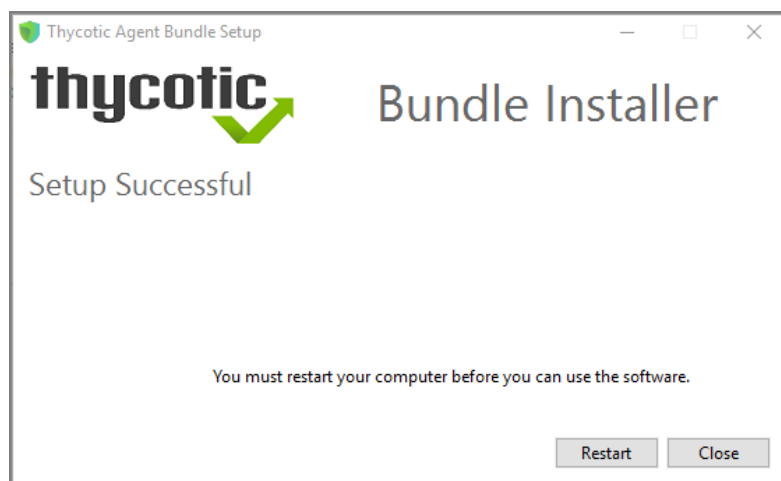 Thycotic Agent Bundle Setup
thycotic
Bundle Installer
Setup Successful
You must restart your computer before you can use the software.
Restart
Close